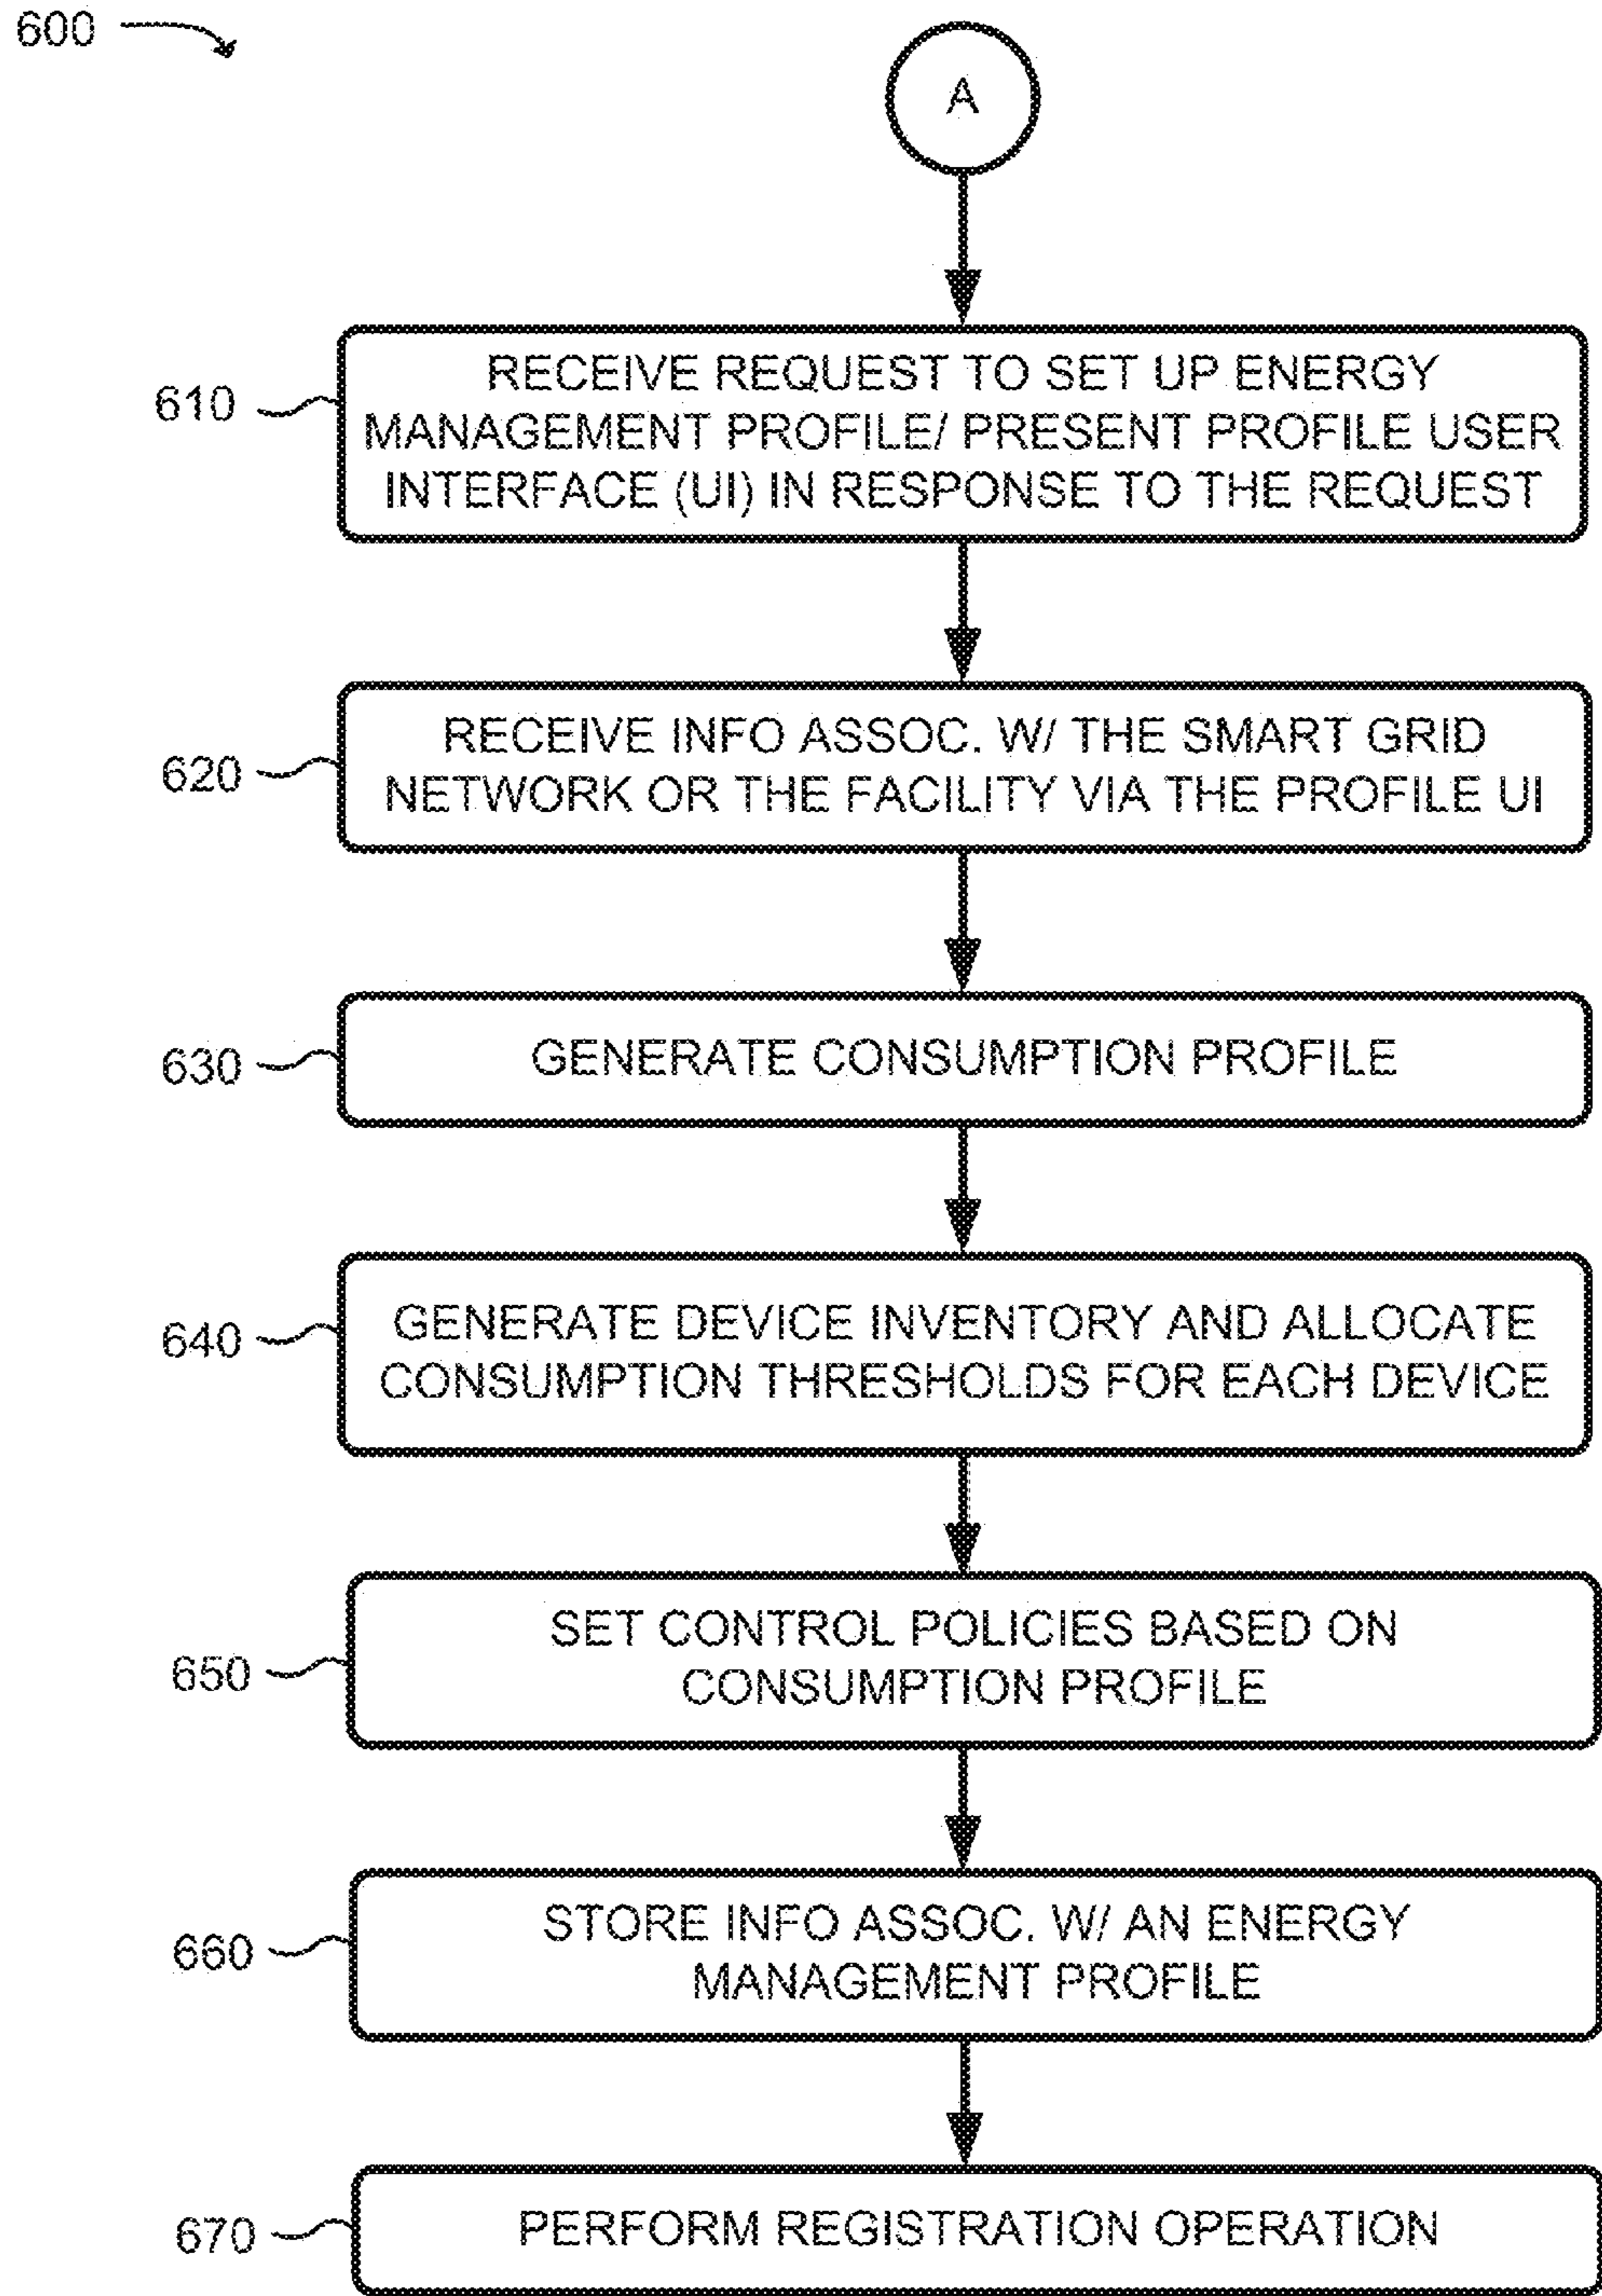 600
A
610
RECEIVE REQUEST TO SET UP ENERGY
MANAGEMENT PROFILE/ PRESENT PROFILE USER
INTERFACE (UI) IN RESPONSE TO THE REQUEST
620
RECEIVE INFO ASSOC. W/ THE SMART GRID
NETWORK OR THE FACILITY VIA THE PROFILE UI
630
GENERATE CONSUMPTION PROFILE
640
GENERATE DEVICE INVENTORY AND ALLOCATE
CONSUMPTION THRESHOLDS FOR EACH DEVICE
650
SET CONTROL POLICIES BASED ON
CONSUMPTION PROFILE
660
STORE INFO ASSOC. W/ AN ENERGY
MANAGEMENT PROFILE
670
PERFORM REGISTRATION OPERATION